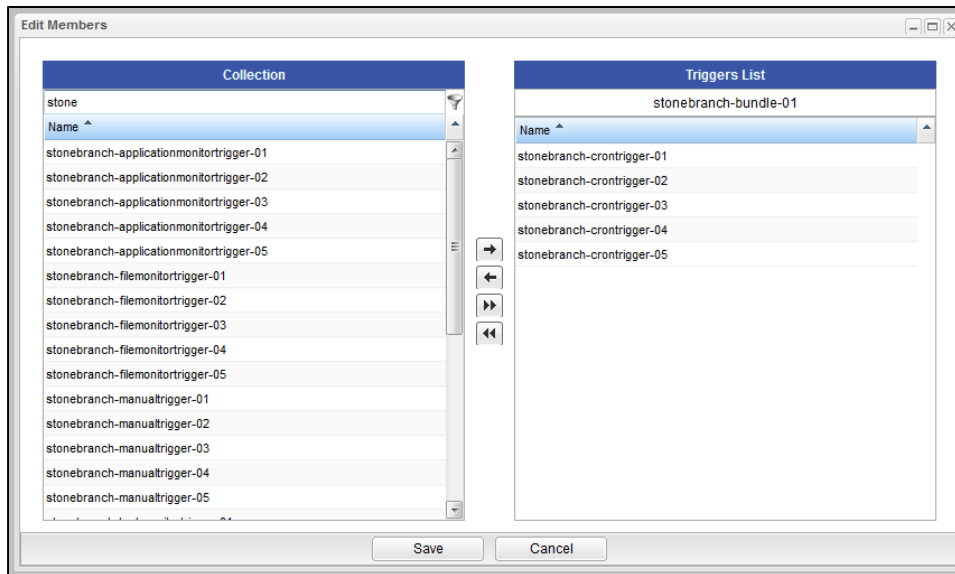 Edit Members
Collection
stone
Name
stonebranch-applicationmonitortrigger-01
stonebranch-applicationmonitortrigger-02
stonebranch-applicationmonitortrigger-03
stonebranch-applicationmonitortrigger-04
stonebranch-applicationmonitortrigger-05
stonebranch-filemonitortrigger-01
stonebranch-filemonitortrigger-02
stonebranch-filemonitortrigger-03
stonebranch-filemonitortrigger-04
stonebranch-filemonitortrigger-05
stonebranch-manualtrigger-01
stonebranch-manualtrigger-02
stonebranch-manualtrigger-03
stonebranch-manualtrigger-04
stonebranch-manualtrigger-05
Triggers List
stonebranch-bundle-01
Name
stonebranch-crontrigger-01
stonebranch-crontrigger-02
stonebranch-crontrigger-03
stonebranch-crontrigger-04
stonebranch-crontrigger-05
Save Cancel